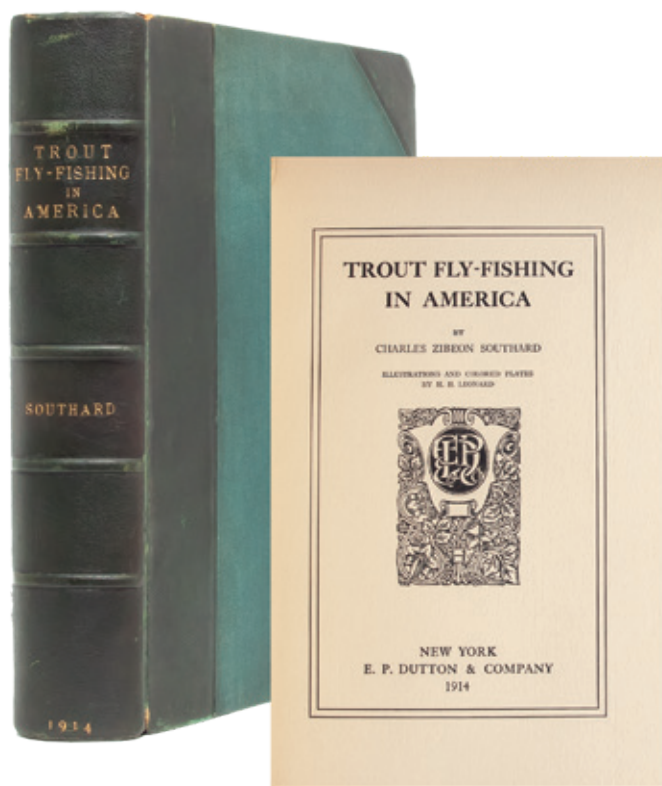 TROUT
FLY-FISHING
IN
AMERICA
SOUTHARD
1914
TROUT FLY-FISHING
IN AMERICA
BY
CHARLES ZIBEON SOUTHARD
ILLUSTRATIONS AND COLORED PLATES
BY H. H. LEONARD
NEW YORK
E. P. DUTTON & COMPANY
1914